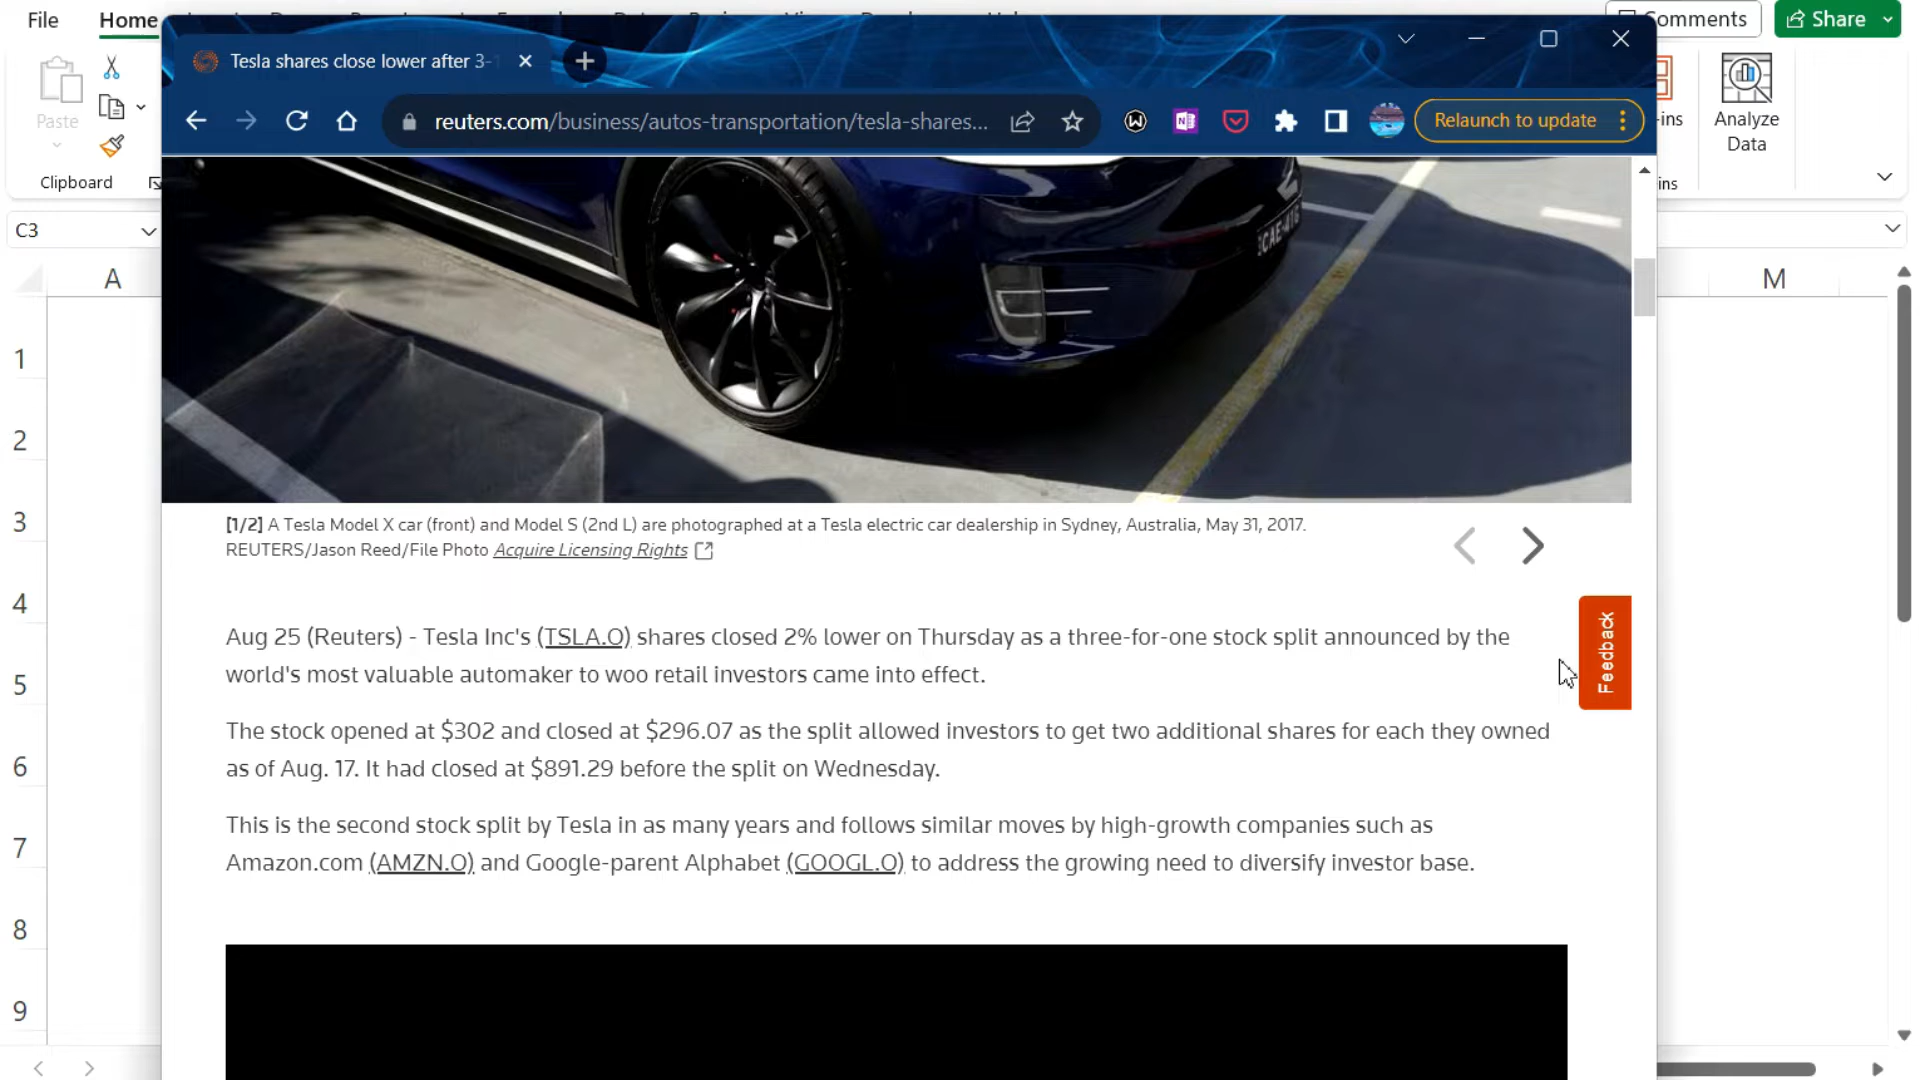 File
Home
Comments
Share
Tesla shares close lower after 3-
reuters.com/business/autos-transportation/tesla-shares...
Relaunch to update
Paste
Clipboard
-ins
ins
Analyze
Data
C3
A
M
1
2
3
4
5
6
7
8
9
[1/2] A Tesla Model X car (front) and Model S (2nd L) are photographed at a Tesla electric car dealership in Sydney, Australia, May 31, 2017.
REUTERS/Jason Reed/File Photo Acquire Licensing Rights
Feedback
Aug 25 (Reuters) - Tesla Inc's (TSLA.O) shares closed 2% lower on Thursday as a three-for-one stock split announced by the
world's most valuable automaker to woo retail investors came into effect.
The stock opened at $302 and closed at $296.07 as the split allowed investors to get two additional shares for each they owned
as of Aug. 17. It had closed at $891.29 before the split on Wednesday.
This is the second stock split by Tesla in as many years and follows similar moves by high-growth companies such as
Amazon.com (AMZN.O) and Google-parent Alphabet (GOOGL.O) to address the growing need to diversify investor base.